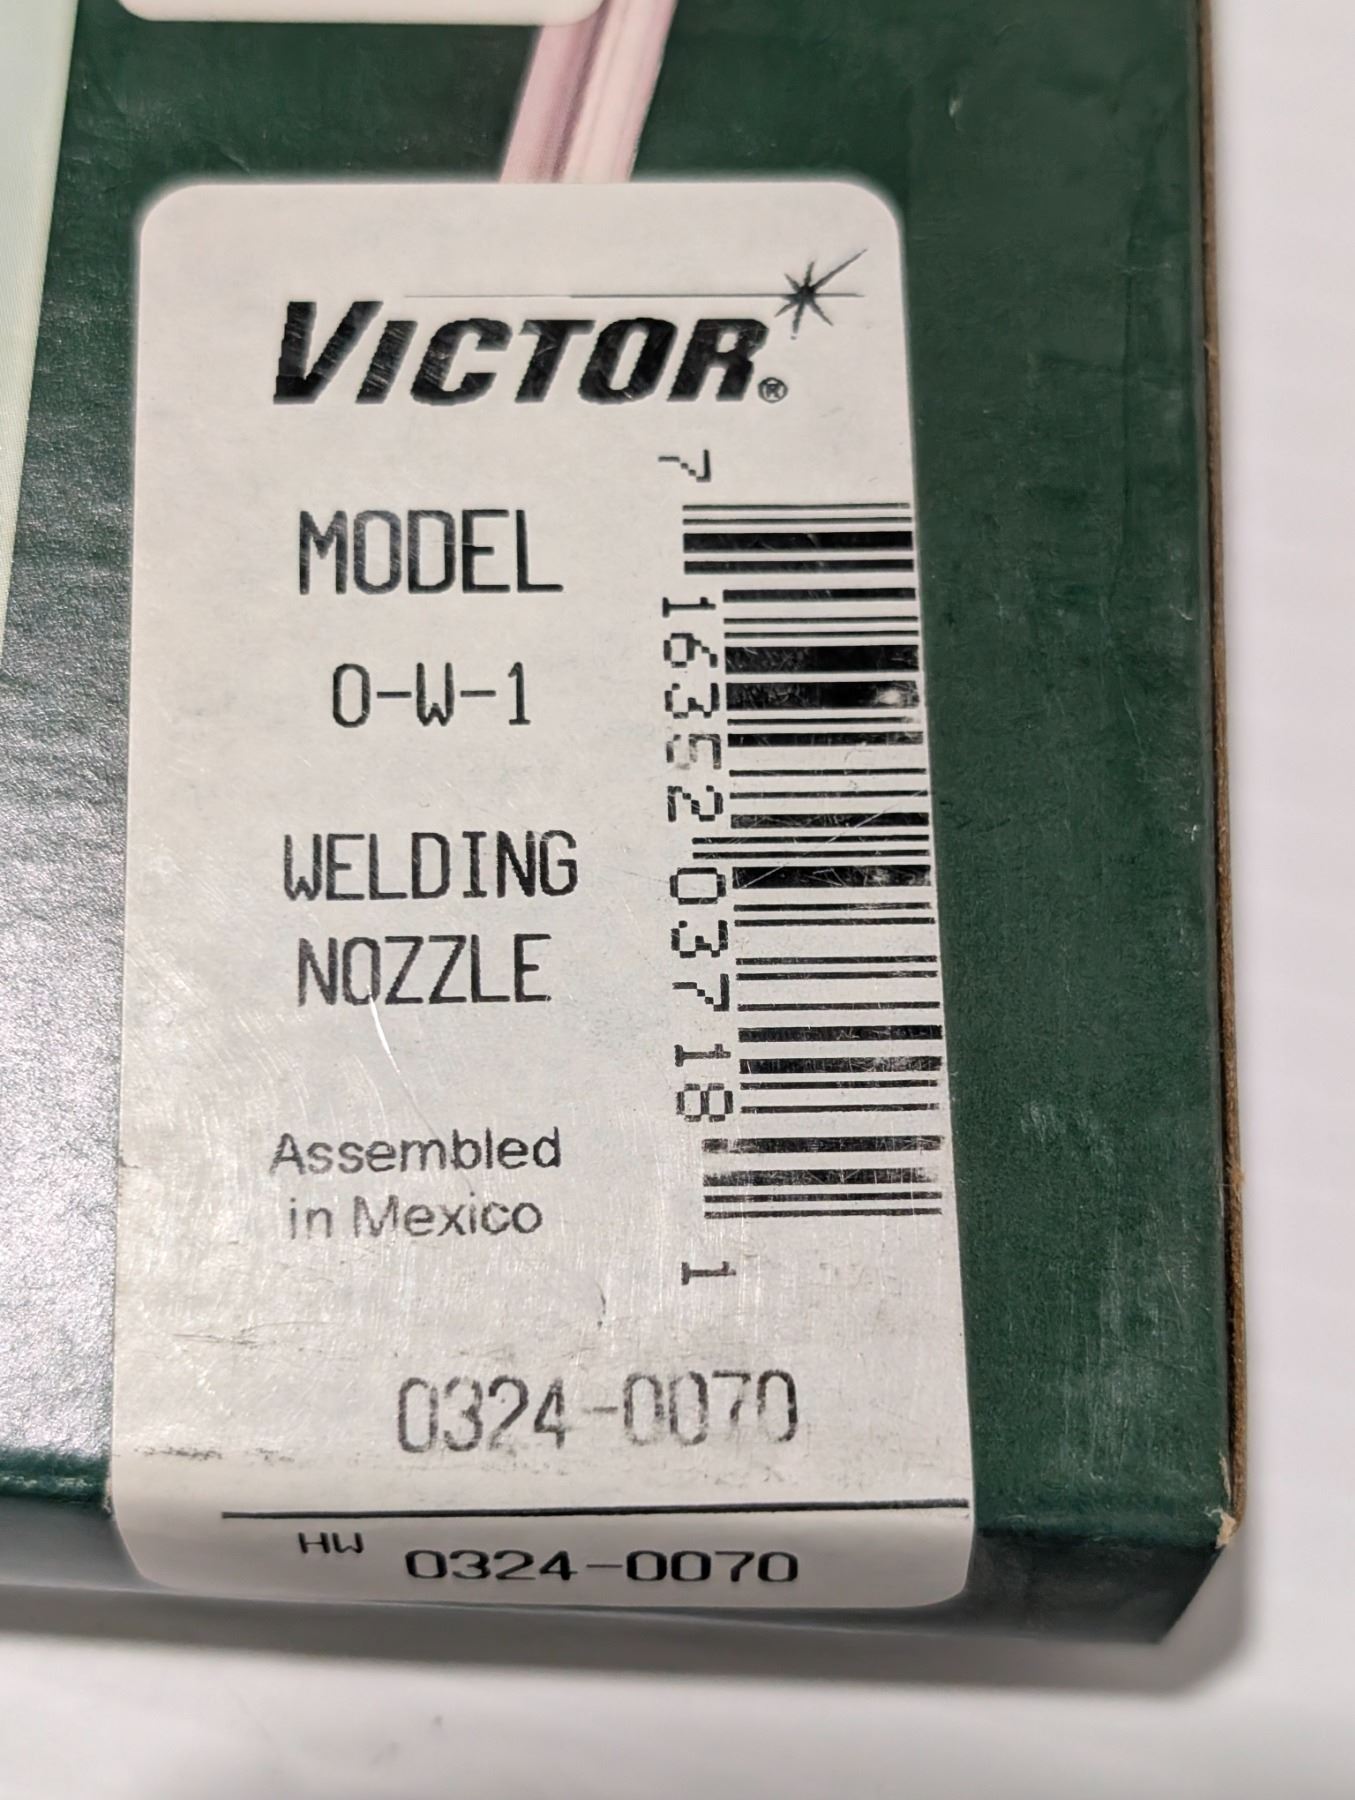 VICTOR®
MODEL
0-W-1
WELDING
NOZZLE
Assembled
in Mexico
7 16352 03718 1
0324-0070
HW 0324-0070